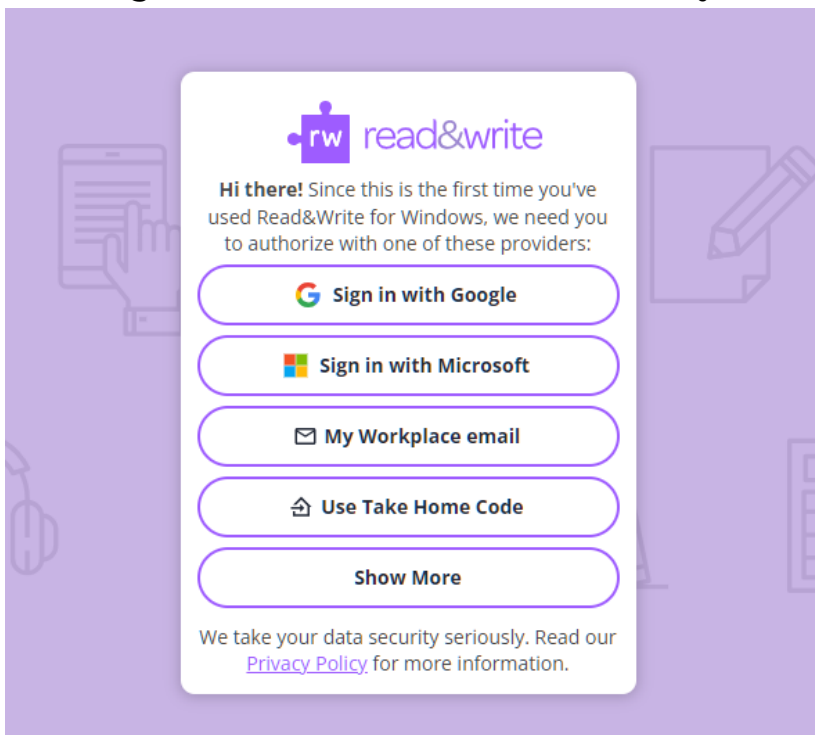 rw read&write
Hi there! Since this is the first time you've
used Read&Write for Windows, we need you
to authorize with one of these providers:
Sign in with Google
Sign in with Microsoft
My Workplace email
Use Take Home Code
Show More
We take your data security seriously. Read our
Privacy Policy for more information.